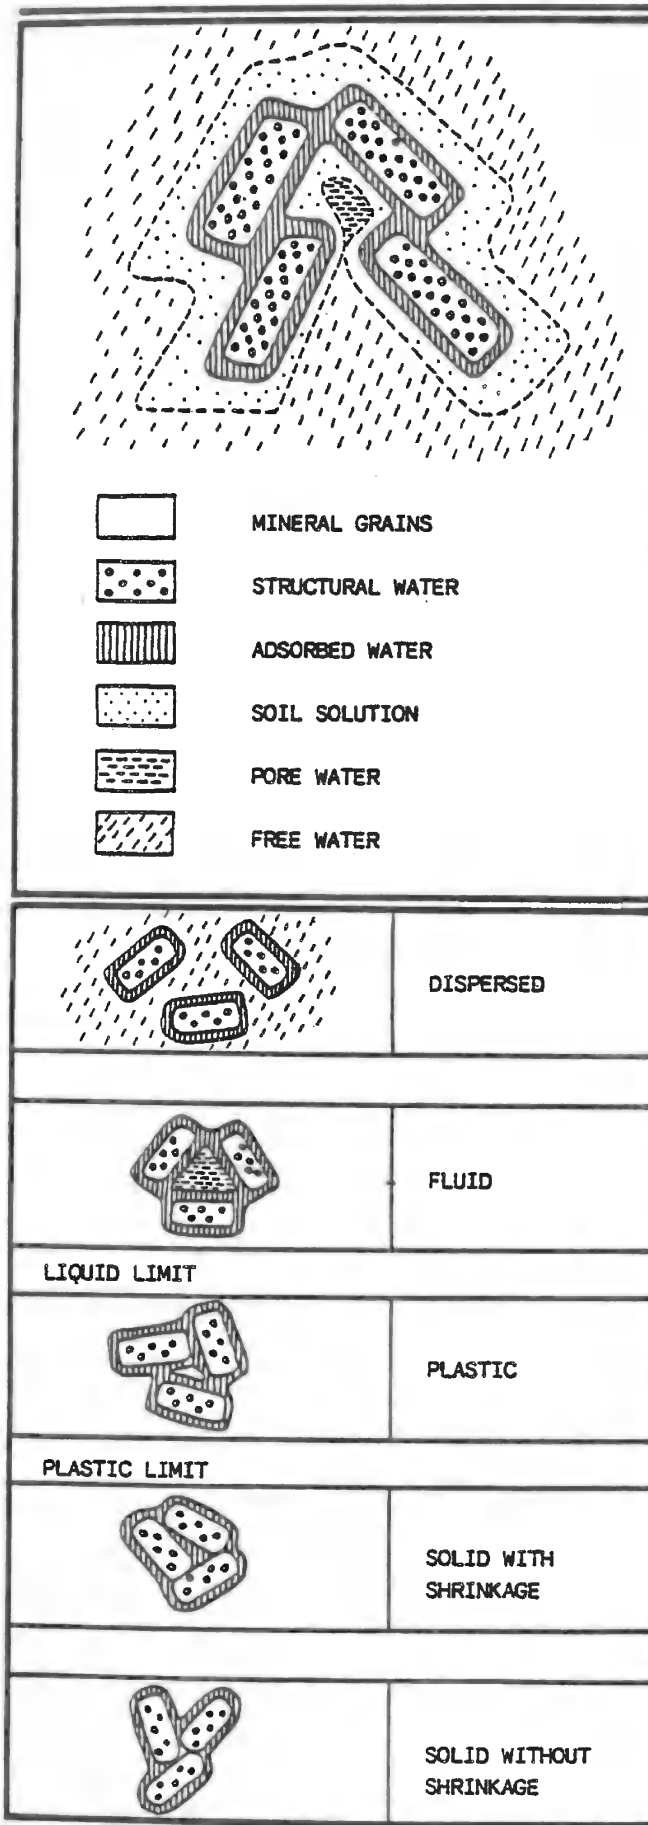 MINERAL GRAINS
STRUCTURAL WATER
ADSORBED WATER
SOIL SOLUTION
PORE WATER
FREE WATER
DISPERSED
FLUID
LIQUID LIMIT
PLASTIC
PLASTIC LIMIT
SOLID WITH
SHRINKAGE
SOLID WITHOUT
SHRINKAGE